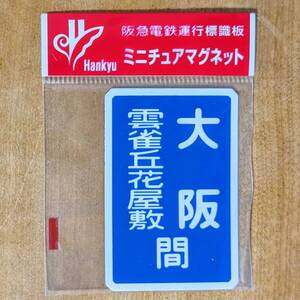 阪急電鉄運行標識板
Hankyu
ミニチュアマグネット
大阪
雲雀丘花屋敷
間